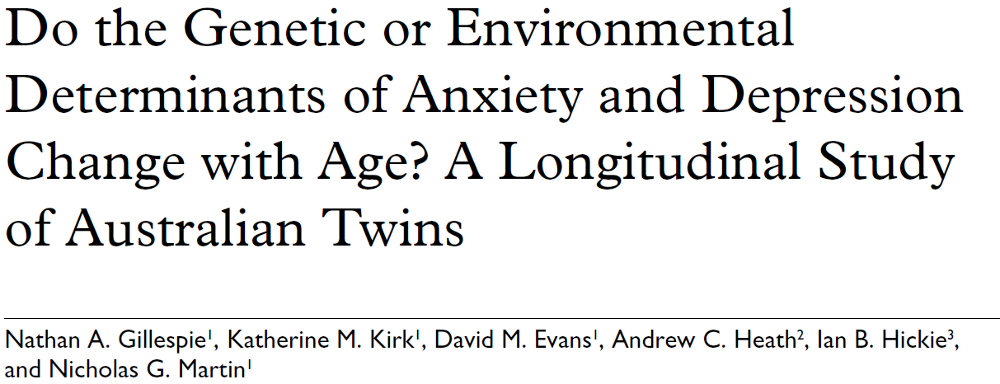 Do the Genetic or Environmental
Determinants of Anxiety and Depression
Change with Age? A Longitudinal Study
of Australian Twins
Nathan A. Gillespie¹, Katherine M. Kirk¹, David M. Evans¹, Andrew C. Heath², Ian B. Hickie³,
and Nicholas G. Martin¹